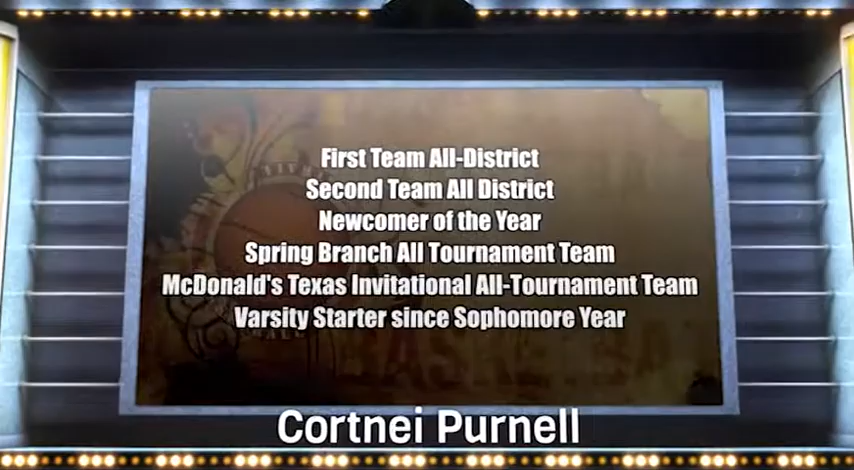 First Team All-District
Second Team All District
Newcomer of the Year
Spring Branch All Tournament Team
McDonald's Texas Invitational All-Tournament Team
Varsity Starter since Sophomore Year
Cortnei Purnell